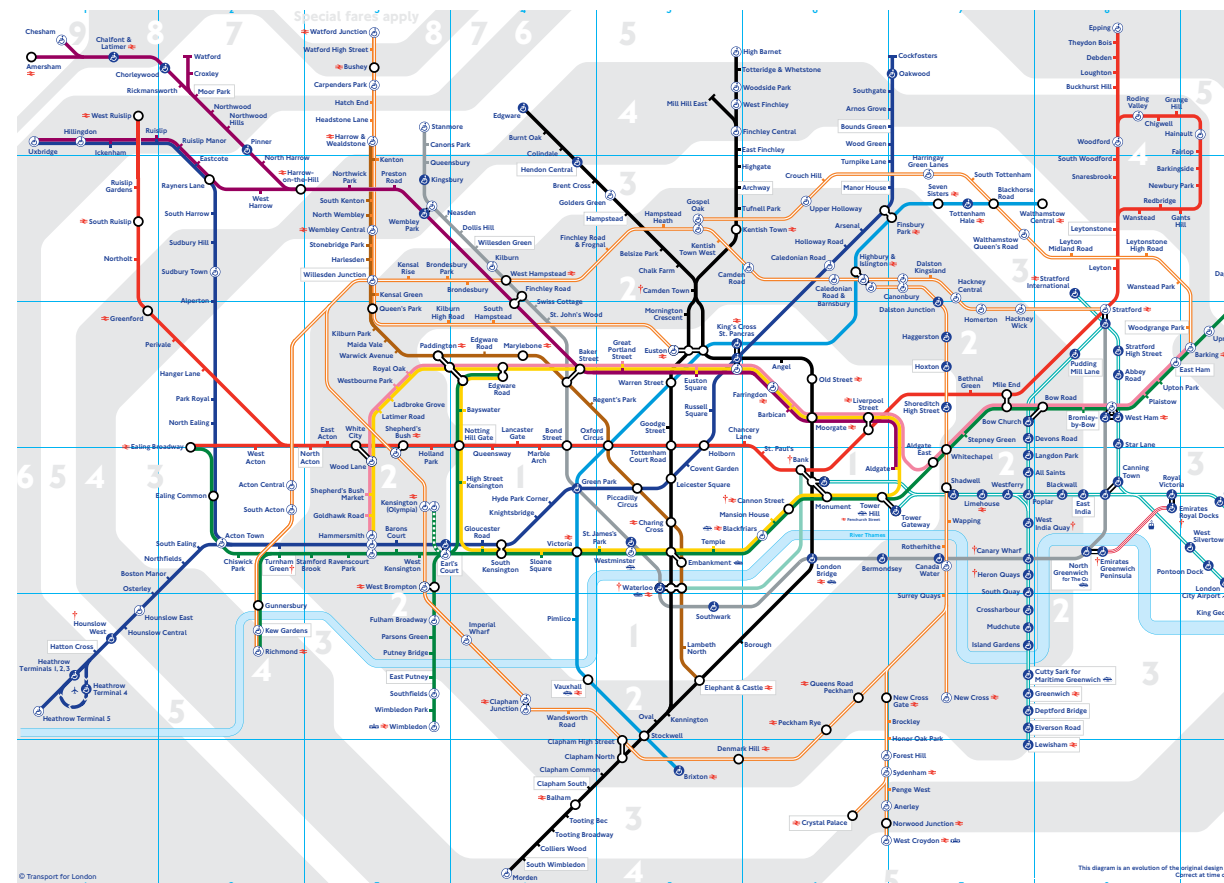 Special fares apply
9
8
7
8
7
6
5
Chesham
Chalfont &
Latimer
Amersham
Chorleywood
Rickmansworth
Watford
Croxley
Moor Park
Northwood
Northwood
Hills
Pinner
North Harrow
Harrow-
on-the-Hill
West Ruislip
Hillingdon
Uxbridge
Ickenham
Ruislip
Ruislip Manor
Eastcote
Rayners Lane
West
Harrow
Ruislip
Gardens
South Ruislip
Northolt
Greenford
Perivale
Hanger Lane
South Harrow
Sudbury Hill
Sudbury Town
Alperton
Park Royal
North Ealing
Ealing Broadway
West
Acton
Ealing Common
Watford Junction
Watford High Street
Bushey
Carpenders Park
Hatch End
Headstone Lane
Harrow &
Wealdstone
Kenton
Northwick
Park
Preston
Road
South Kenton
North Wembley
Wembley Central
Stonebridge Park
Harlesden
Willesden Junction
Kensal Green
Queen's Park
Kilburn Park
Maida Vale
Warwick Avenue
Stanmore
Canons Park
Queensbury
Kingsbury
Wembley
Park
Neasden
Dollis Hill
Willesden Green
Kilburn
West Hampstead
Finchley Road
Swiss Cottage
St. John's Wood
Kensal
Rise
Brondesbury
Park
Brondesbury
Kilburn
High Road
South
Hampstead
Edgware
Burnt Oak
Colindale
Hendon Central
Brent Cross
Golders Green
Hampstead
Belsize Park
Chalk Farm
Camden Town
Mornington
Crescent
Euston
Finchley Road
& Frognal
Hampstead
Heath
Gospel
Oak
Kentish
Town West
Camden
Road
Mill Hill East
High Barnet
Totteridge & Whetstone
Woodside Park
West Finchley
Finchley Central
East Finchley
Highgate
Archway
Tufnell Park
Kentish Town
Cockfosters
Oakwood
Southgate
Arnos Grove
Bounds Green
Wood Green
Turnpike Lane
Manor House
Harringay
Green Lanes
Crouch Hill
Upper Holloway
Seven
Sisters
South Tottenham
Tottenham
Hale
Blackhorse
Road
Walthamstow
Central
Walthamstow
Queen's Road
Finsbury
Park
Arsenal
Holloway Road
Caledonian Road
Highbury &
Islington
Caledonian
Road &
Barnsbury
Canonbury
Dalston
Kingsland
Dalston Junction
Hackney
Central
Homerton
Hackney
Wick
Haggerston
Hoxton
Shoreditch
High Street
Epping
Theydon Bois
Debden
Loughton
Buckhurst Hill
Roding
Valley
Chigwell
Grange
Hill
Hainault
Fairlop
Barkingside
Newbury Park
Redbridge
Gants
Hill
Wanstead
Woodford
South Woodford
Snaresbrook
Leytonstone
Leyton
Leytonstone
High Road
Leyton
Midland Road
Wanstead Park
Woodgrange Park
Stratford
Stratford
International
Stratford
High Street
Abbey
Road
Pudding
Mill Lane
Barking
East Ham
Upton Park
Plaistow
West Ham
Bromley-
by-Bow
Bow Road
Mile End
Bow Church
Bethnal
Green
Stepney Green
Whitechapel
Devons Road
Langdon Park
All Saints
Poplar
Star Lane
Canning
Town
Royal
Victoria
Emirates
Royal Docks
West
Silvertown
Pontoon Dock
London
City Airport
King Geo
Paddington
Edgware
Road
Marylebone
Baker
Street
Great
Portland
Street
Royal Oak
Westbourne Park
Ladbroke Grove
Latimer Road
Shepherd's
Bush
White
City
East
Acton
North
Acton
Wood Lane
Shepherd's Bush
Market
Goldhawk Road
Hammersmith
Acton Central
South Acton
Edgware
Road
Bayswater
Notting
Hill Gate
Holland
Park
Queensway
Lancaster
Gate
Marble
Arch
Bond
Street
Oxford
Circus
Regent's Park
Warren Street
Euston
Square
King's Cross
St. Pancras
Angel
Farringdon
Barbican
Old Street
Moorgate
Liverpool
Street
Russell
Square
Goodge
Street
Tottenham
Court Road
Holborn
Chancery
Lane
St. Paul's
Bank
Covent Garden
Leicester Square
Piccadilly
Circus
Green Park
Hyde Park Corner
Knightsbridge
High Street
Kensington
Kensington
(Olympia)
Cannon Street
Mansion House
Monument
Blackfriars
Charing
Cross
Temple
Embankment
Westminster
St. James's
Park
Victoria
Sloane
Square
South
Kensington
Gloucester
Road
Earl's
Court
Barons
Court
West
Kensington
Ravenscourt
Park
Stamford
Brook
Turnham
Green
Chiswick
Park
Acton Town
South Ealing
Northfields
Boston Manor
Osterley
Hounslow East
Hounslow Central
Hounslow
West
Hatton Cross
Heathrow
Terminals 1, 2, 3
Heathrow
Terminal 4
Heathrow Terminal 5
Gunnersbury
Kew Gardens
Richmond
West Brompton
Fulham Broadway
Parsons Green
Putney Bridge
East Putney
Southfields
Wimbledon Park
Wimbledon
Imperial
Wharf
Clapham
Junction
Wandsworth
Road
Pimlico
Vauxhall
Waterloo
Southwark
Lambeth
North
Elephant & Castle
Borough
London
Bridge
Kennington
Oval
Stockwell
Brixton
Clapham High Street
Clapham North
Clapham Common
Clapham South
Balham
Tooting Bec
Tooting Broadway
Colliers Wood
South Wimbledon
Morden
Denmark Hill
Peckham Rye
Queens Road
Peckham
Aldgate
Aldgate
East
Tower
Hill
Fenchurch Street
Tower
Gateway
Shadwell
Limehouse
Westferry
Blackwall
East
India
Wapping
Rotherhithe
Canada
Water
Bermondsey
Surrey Quays
River Thames
West
India Quay
Canary Wharf
Heron Quays
South Quay
Crossharbour
Mudchute
Island Gardens
North
Greenwich
for The O2
Emirates
Greenwich
Peninsula
Cutty Sark for
Maritime Greenwich
Greenwich
Deptford Bridge
Elverson Road
Lewisham
New Cross
Gate
New Cross
Brockley
Honor Oak Park
Forest Hill
Sydenham
Penge West
Crystal Palace
Anerley
Norwood Junction
West Croydon
© Transport for London
This diagram is an evolution of the original design
Correct at time o